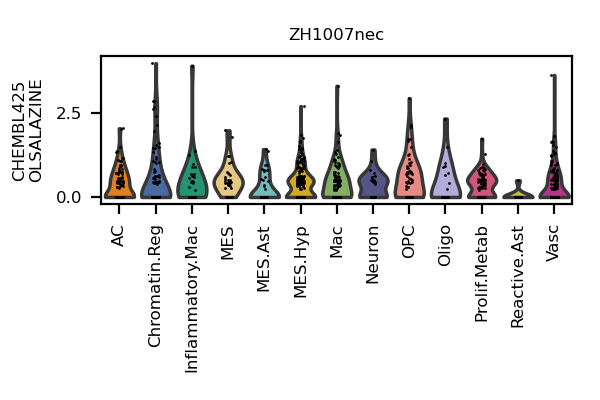 ZH1007nec
CHEMBL425
OLSALAZINE
2.5
0.0
AC
Chromatin.Reg
Inflammatory.Mac
MES
MES.Ast
MES.Hyp
Mac
Neuron
OPC
Oligo
Prolif.Metab
Reactive.Ast
Vasc